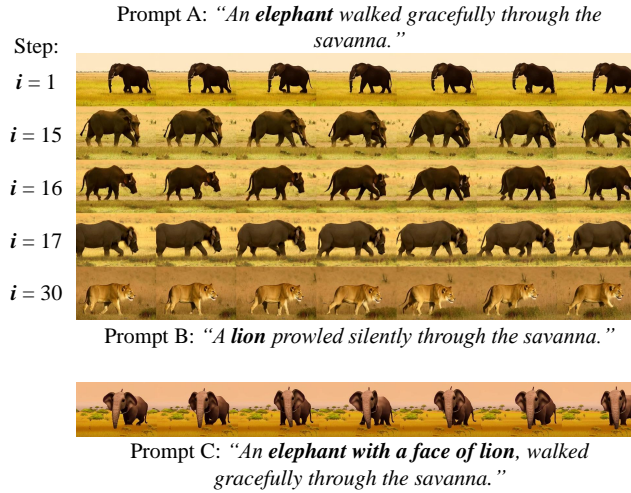 Prompt A: “An elephant walked gracefully through the
savanna.”
Step:
i = 1
i = 15
i = 16
i = 17
i = 30
Prompt B: “A lion prowled silently through the savanna.”
Prompt C: “An elephant with a face of lion, walked
gracefully through the savanna.”